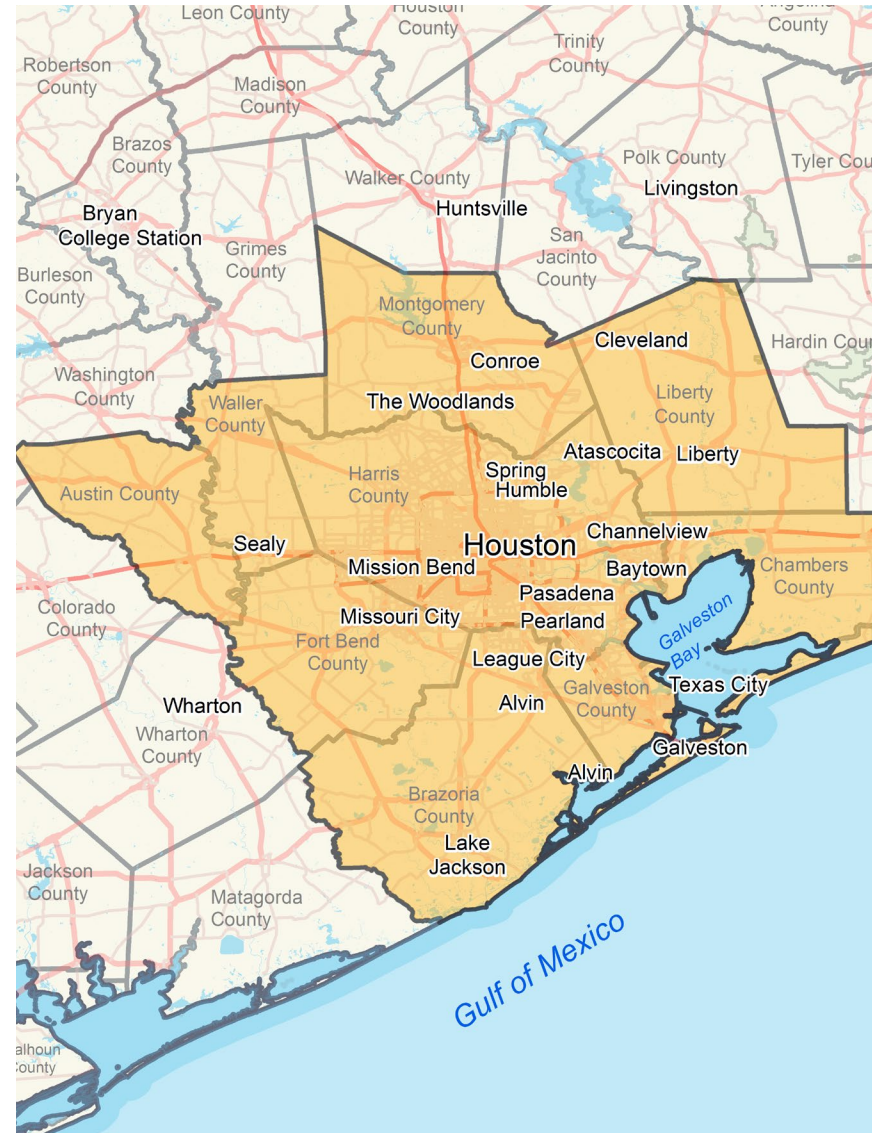 Leon County
Houston
County
Angelina
County
Trinity
County
Robertson
County
Madison
County
Brazos
County
Polk County
Tyler Cou
Walker County
Livingston
Huntsville
Bryan
College Station
Grimes
County
San
Jacinto
County
Burleson
County
Montgomery
County
Cleveland
Hardin Coun
Conroe
Washington
County
Waller
County
The Woodlands
Liberty
County
Atascocita
Liberty
Spring
Humble
Harris
County
Austin County
Channelview
Sealy
Houston
Mission Bend
Baytown
Chambers
County
Pasadena
Colorado
County
Missouri City
Pearland
Galveston
Bay
Fort Bend
County
League City
Texas City
Galveston
County
Wharton
Alvin
Wharton
County
Galveston
Alvin
Brazoria
County
Lake
Jackson
Jackson
County
Matagorda
County
Gulf of Mexico
alhoun
County